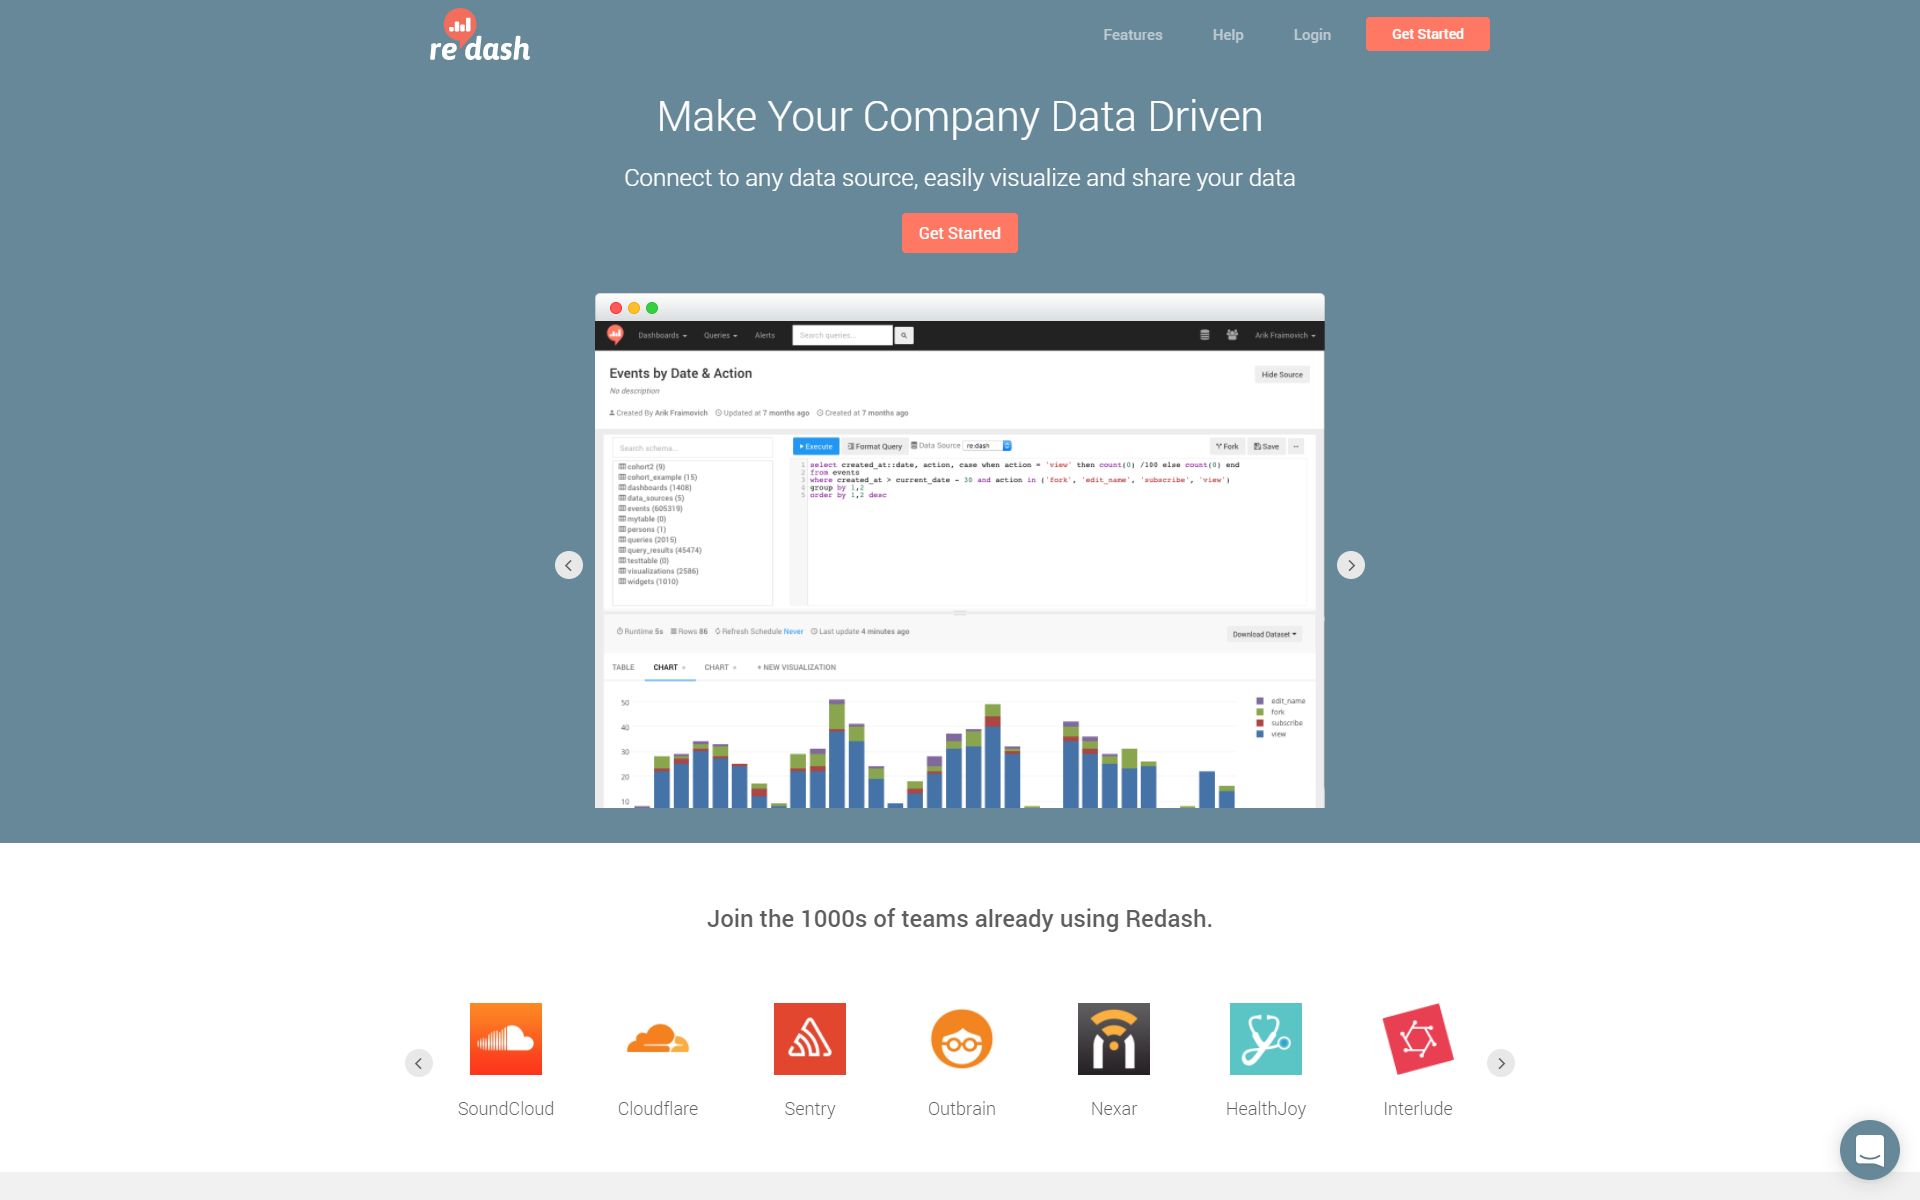 re dash
Features Help Login Get Started
Make Your Company Data Driven
Connect to any data source, easily visualize and share your data
Get Started
Dashboards Queries Alerts Search queries... Arik Fraimovich
Events by Date & Action
Hide Source
No description
Created By Arik Fraimovich Updated at 7 months ago Created at 7 months ago
Search schema...
cohort2 (9)
cohort_example (15)
dashboards (1408)
data_sources (5)
events (605319)
mytable (0)
persons (1)
queries (2015)
query_results (45474)
testtable (0)
visualizations (2586)
widgets (1010)
Execute Format Query Data Source re:dash Fork Save
1 select created_at::date, action, case when action = 'view' then count(0) /100 else count(0) end
2 from events
3 where created_at > current_date - 30 and action in ('fork', 'edit_name', 'subscribe', 'view')
4 group by 1,2
5 order by 1,2 desc
Runtime 5s Rows 86 Refresh Schedule Never Last update 4 minutes ago
Download Dataset
TABLE CHART × CHART × + NEW VISUALIZATION
50
40
30
20
10
edit_name
fork
subscribe
view
Join the 1000s of teams already using Redash.
SoundCloud Cloudflare Sentry Outbrain Nexar HealthJoy Interlude